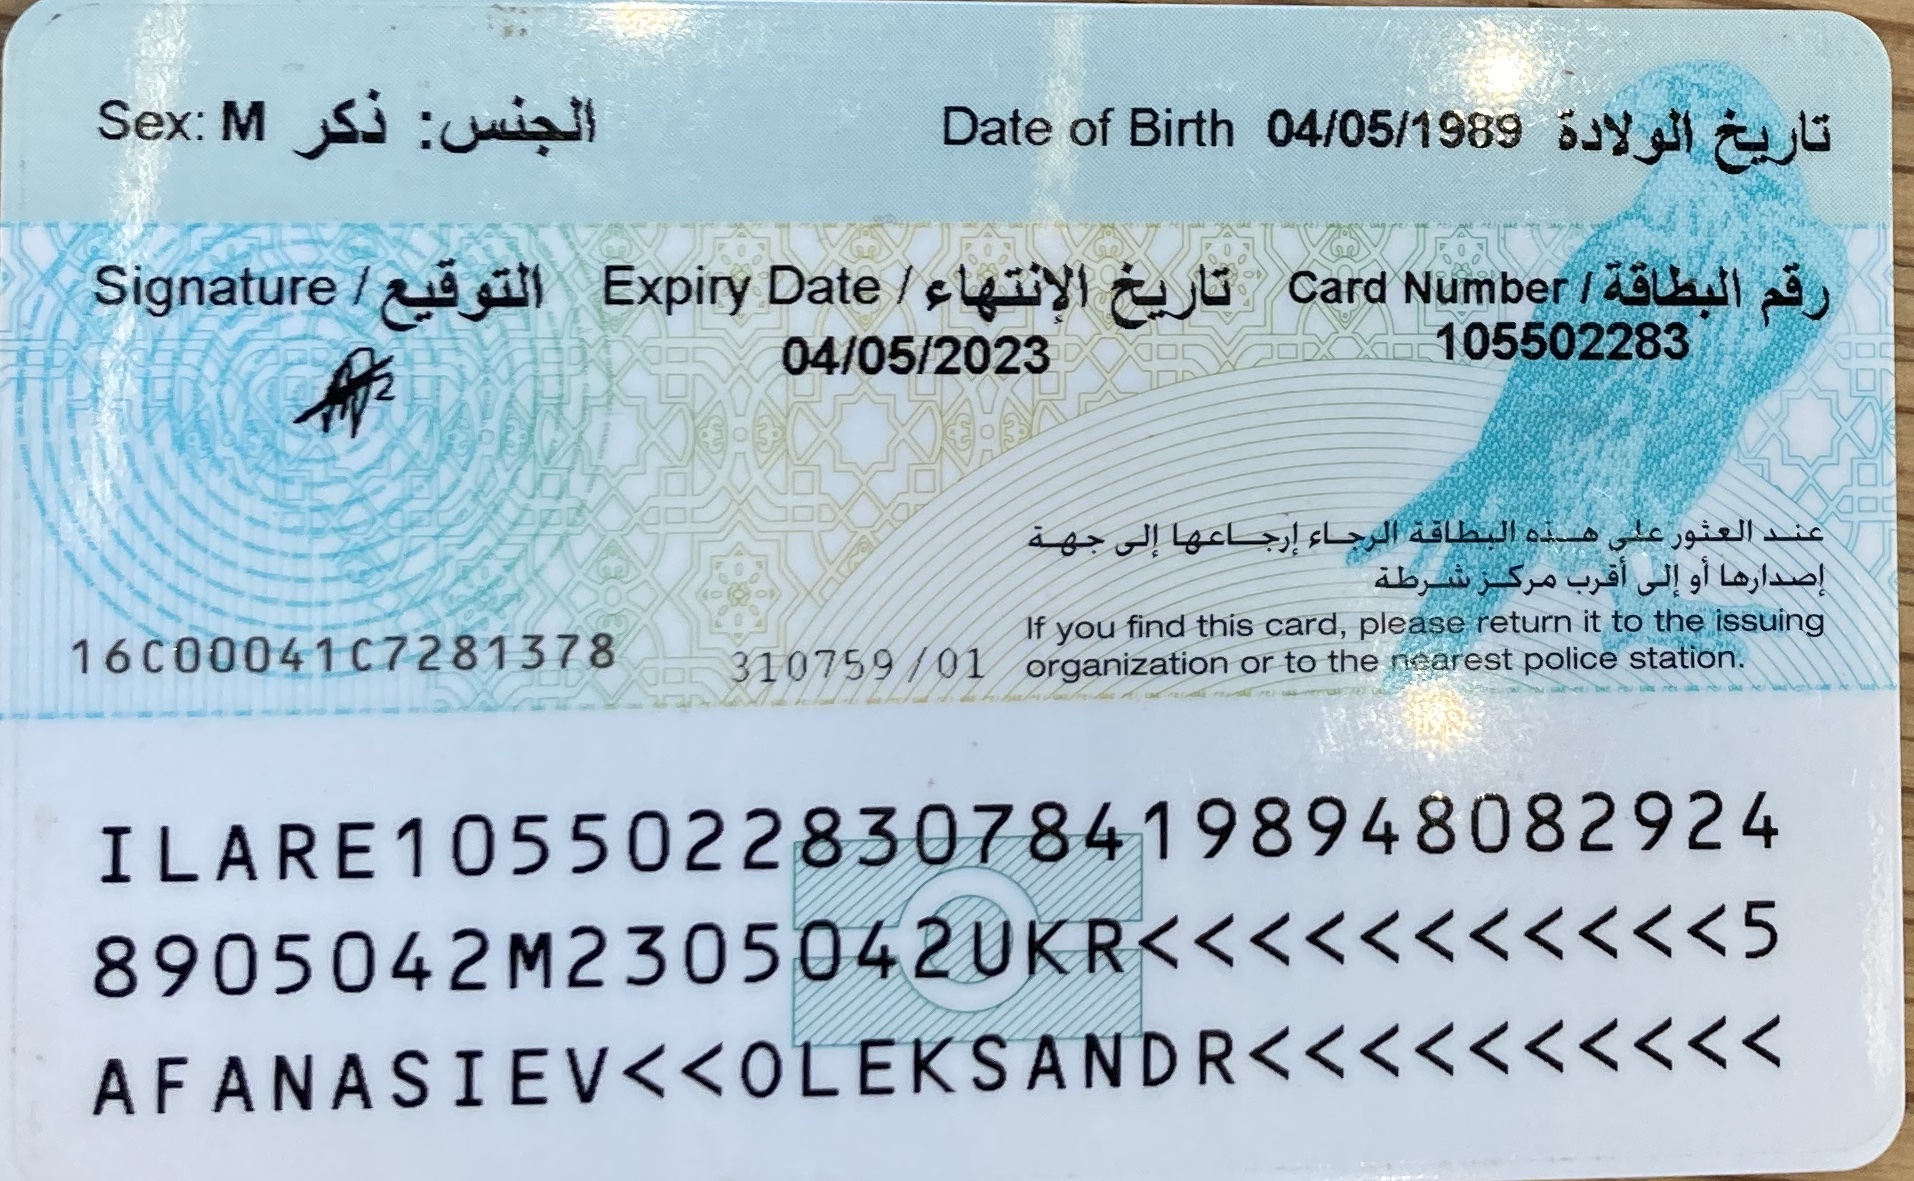 Sex: M الجنس: ذكر
Date of Birth 04/05/1989 تاريخ الولادة
Signature / التوقيع
Expiry Date / تاريخ الإنتهاء
04/05/2023
Card Number / رقم البطاقة
105502283
عند العثور على هذه البطاقة الرجاء إرجاعها إلى جهة
إصدارها أو إلى أقرب مركز شرطة
If you find this card, please return it to the issuing
organization or to the nearest police station.
16C00041C7281378
310759/01
ILARE1055022830784198948082924
8905042M2305042UKR<<<<<<<<<<<5
AFANASIEV<<OLEKSANDR<<<<<<<<<<